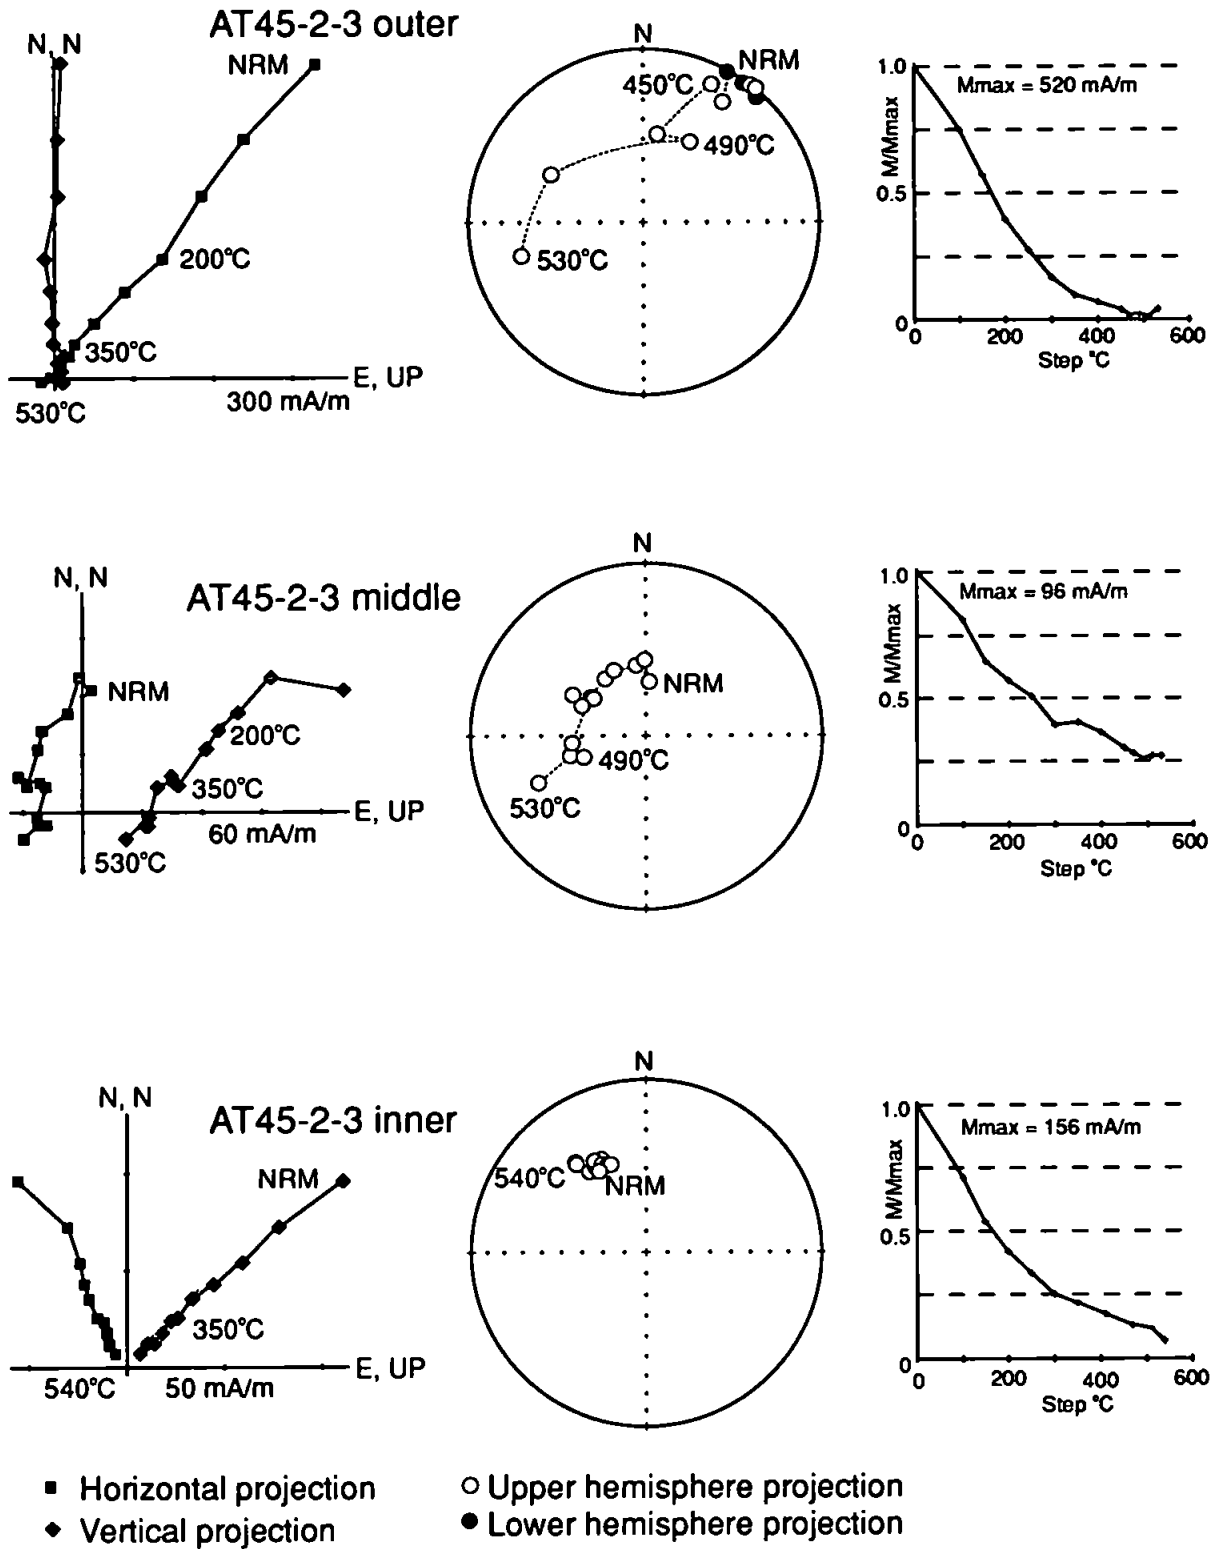 AT45-2-3 outer
N, N
NRM
200°C
350°C
E, UP
530°C
300 mA/m
N
NRM
450°C
490°C
530°C
1.0
Mmax = 520 mA/m
M/Mmax
0.5
0
0 200 400 600
Step °C
AT45-2-3 middle
N, N
NRM
200°C
350°C
E, UP
60 mA/m
530°C
N
NRM
490°C
530°C
1.0
Mmax = 96 mA/m
M/Mmax
0.5
0
0 200 400 600
Step °C
AT45-2-3 inner
N, N
NRM
350°C
E, UP
540°C
50 mA/m
N
540°C
NRM
1.0
Mmax = 156 mA/m
M/Mmax
0.5
0
0 200 400 600
Step °C
Horizontal projection
Vertical projection
Upper hemisphere projection
Lower hemisphere projection